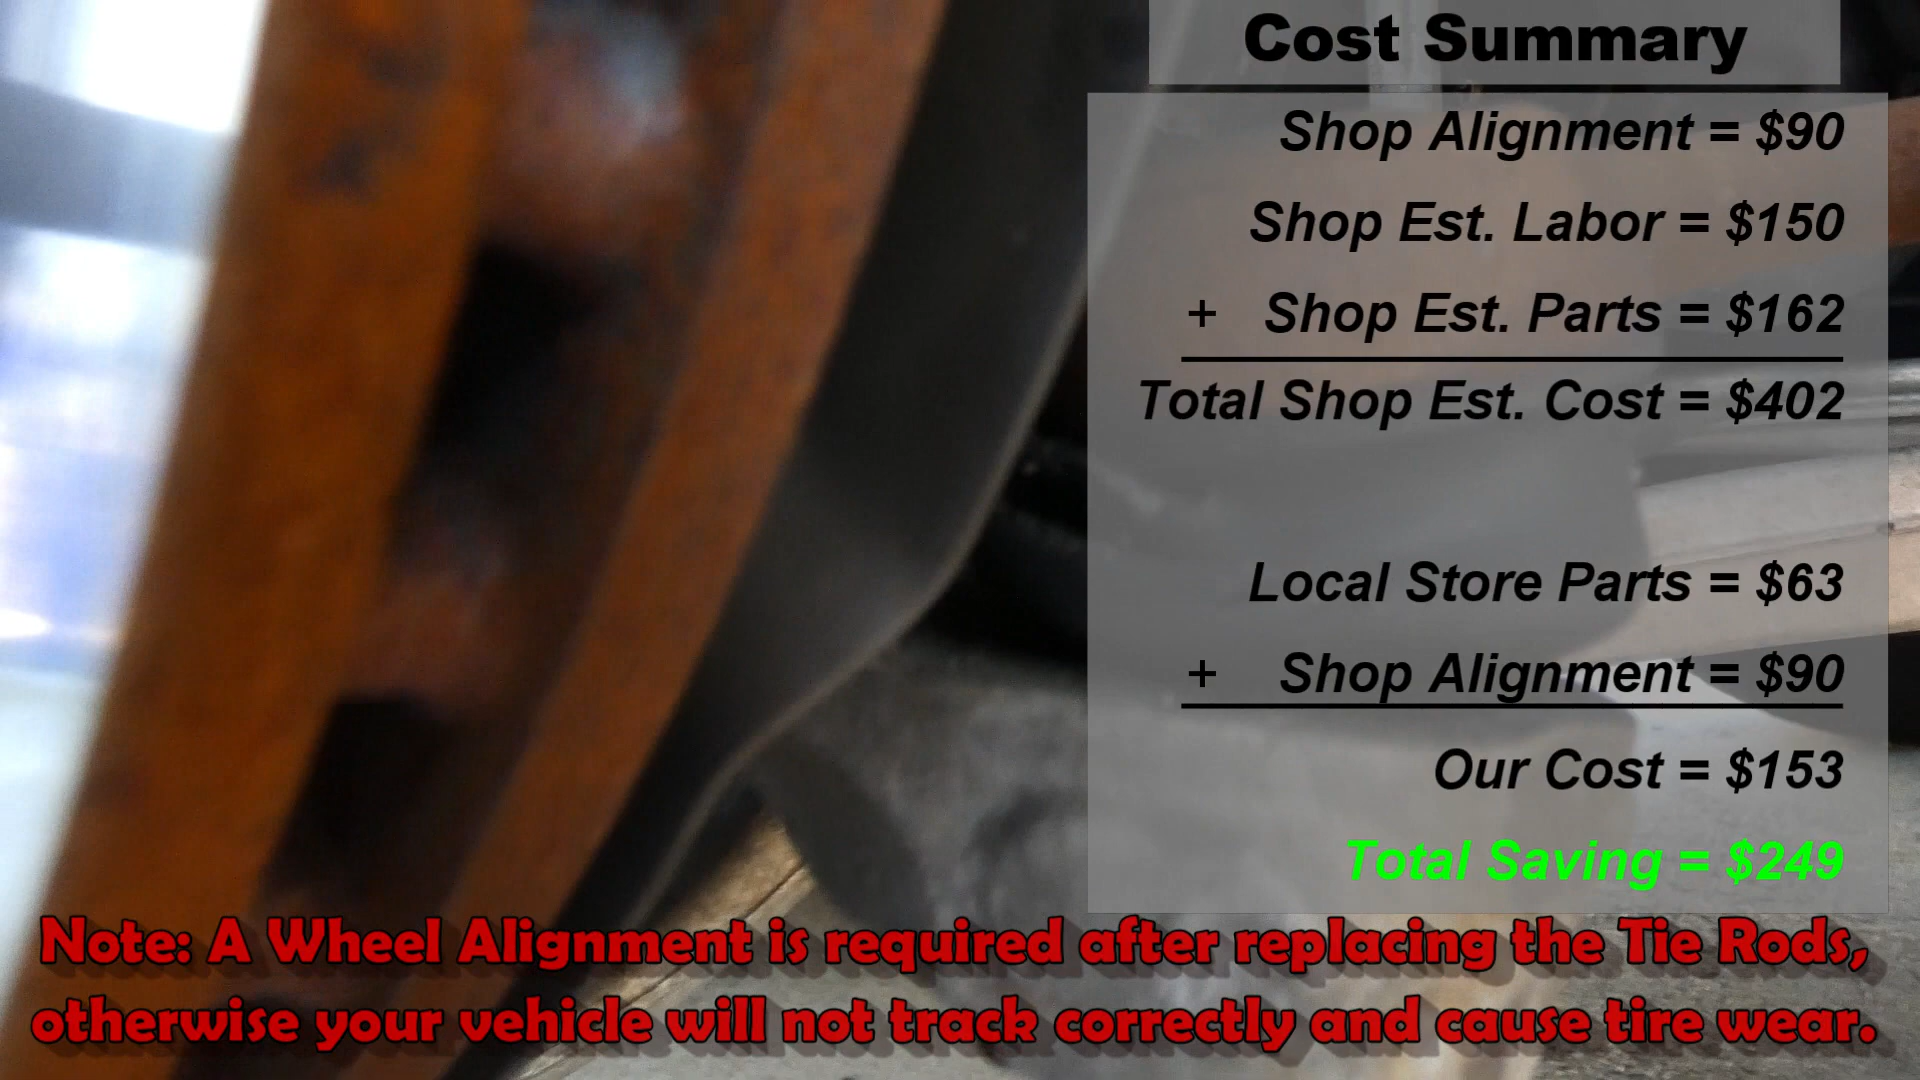 Cost Summary
Shop Alignment = $90
Shop Est. Labor = $150
+ Shop Est. Parts = $162
Total Shop Est. Cost = $402
Local Store Parts = $63
+ Shop Alignment = $90
Our Cost = $153
Total Saving = $249
Note: A Wheel Alignment is required after replacing the Tie Rods,
otherwise your vehicle will not track correctly and cause tire wear.